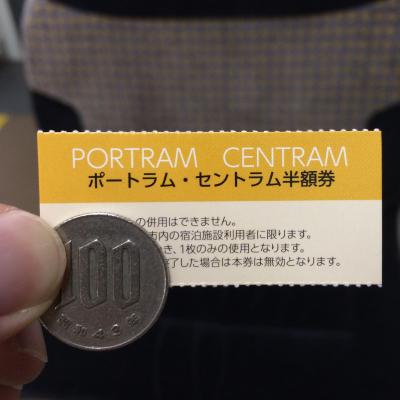 PORTRAM CENTRAM
ポートラム・セントラム半額券
の併用はできません。
市内の宿泊施設利用者に限ります。
き、1枚のみの使用となります。
了した場合は本券は無効となります。
100
昭和49年